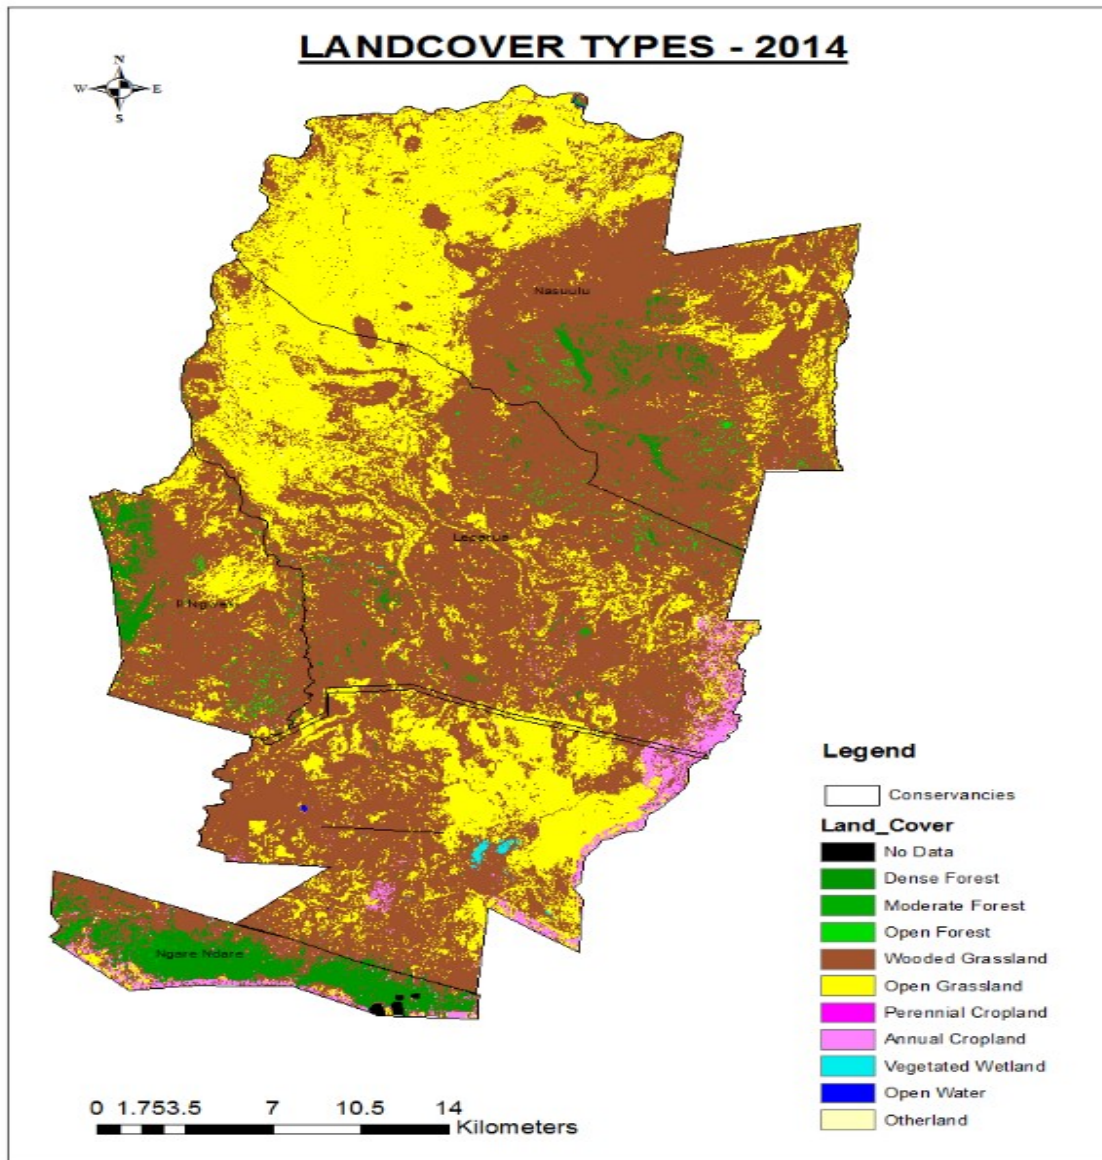 LANDCOVER TYPES - 2014
N
W E
S
Nasuulu
Il Ngwesi
Ngare Ndare
Legend
Conservancies
Land_Cover
No Data
Dense Forest
Moderate Forest
Open Forest
Wooded Grassland
Open Grassland
Perennial Cropland
Annual Cropland
Vegetated Wetland
Open Water
Otherland
0 1.753.5 7 10.5 14
Kilometers